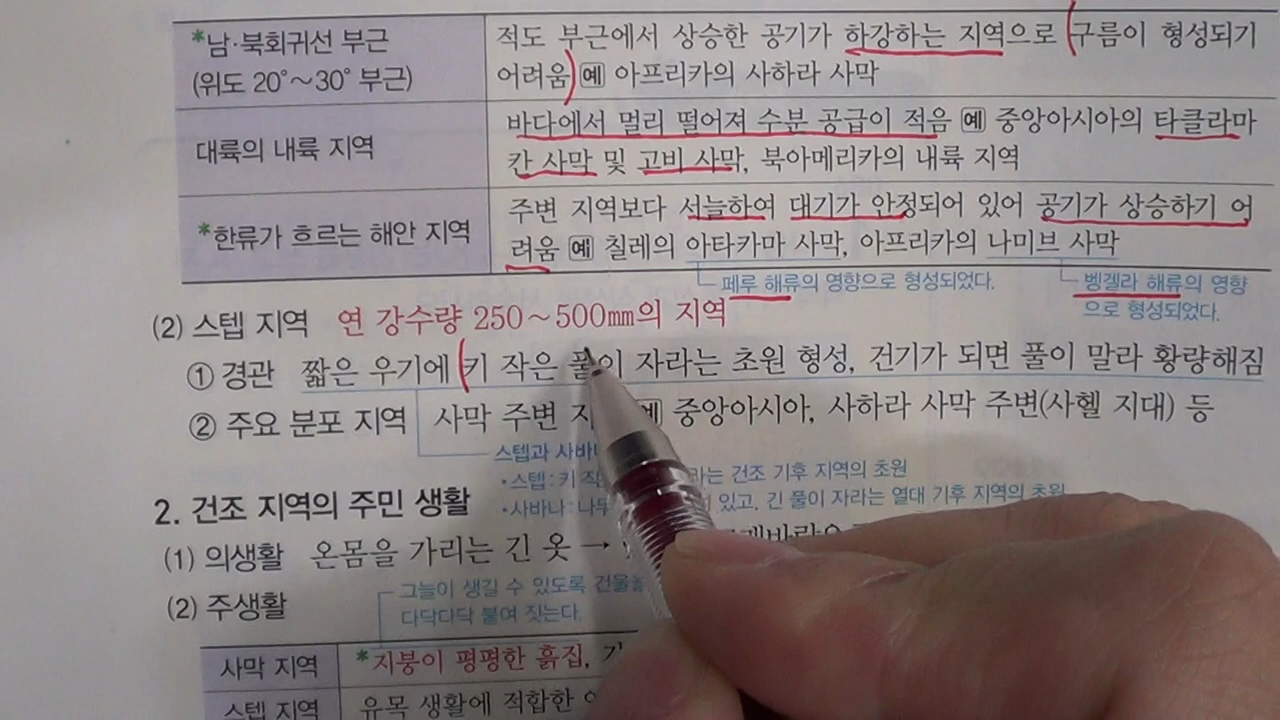 *남·북회귀선 부근
(위도 20°~30° 부근)
적도 부근에서 상승한 공기가 하강하는 지역으로 구름이 형성되기
어려움 예 아프리카의 사하라 사막
대륙의 내륙 지역
바다에서 멀리 떨어져 수분 공급이 적음 예 중앙아시아의 타클라마
칸 사막 및 고비 사막, 북아메리카의 내륙 지역
*한류가 흐르는 해안 지역
주변 지역보다 서늘하여 대기가 안정되어 있어 공기가 상승하기 어
려움 예 칠레의 아타카마 사막, 아프리카의 나미브 사막
페루 해류의 영향으로 형성되었다.
벵겔라 해류의 영향
으로 형성되었다.
(2) 스텝 지역 연 강수량 250~500mm의 지역
① 경관 짧은 우기에 키 작은 풀이 자라는 초원 형성, 건기가 되면 풀이 말라 황량해짐
② 주요 분포 지역 사막 주변 지 예 중앙아시아, 사하라 사막 주변(사헬 지대) 등
스텝과 사바나
•스텝: 키 작 라는 건조 기후 지역의 초원
•사바나: 나무 있고, 긴 풀이 자라는 열대 기후 지역의 초원
2. 건조 지역의 주민 생활
(1) 의생활 온몸을 가리는 긴 옷 →
(2) 주생활
그늘이 생길 수 있도록 건물을
다닥다닥 붙여 짓는다.
사막 지역 *지붕이 평평한 흙집,
스텝 지역 유목 생활에 적합한